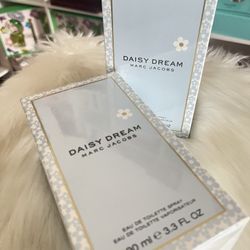 DAISY DREAM
MARC JACOBS
DAISY DREAM
MARC JACOBS
EAU DE TOILETTE SPRAY
EAU DE TOILETTE VAPORISATEUR
ml e 3.3 FL OZ